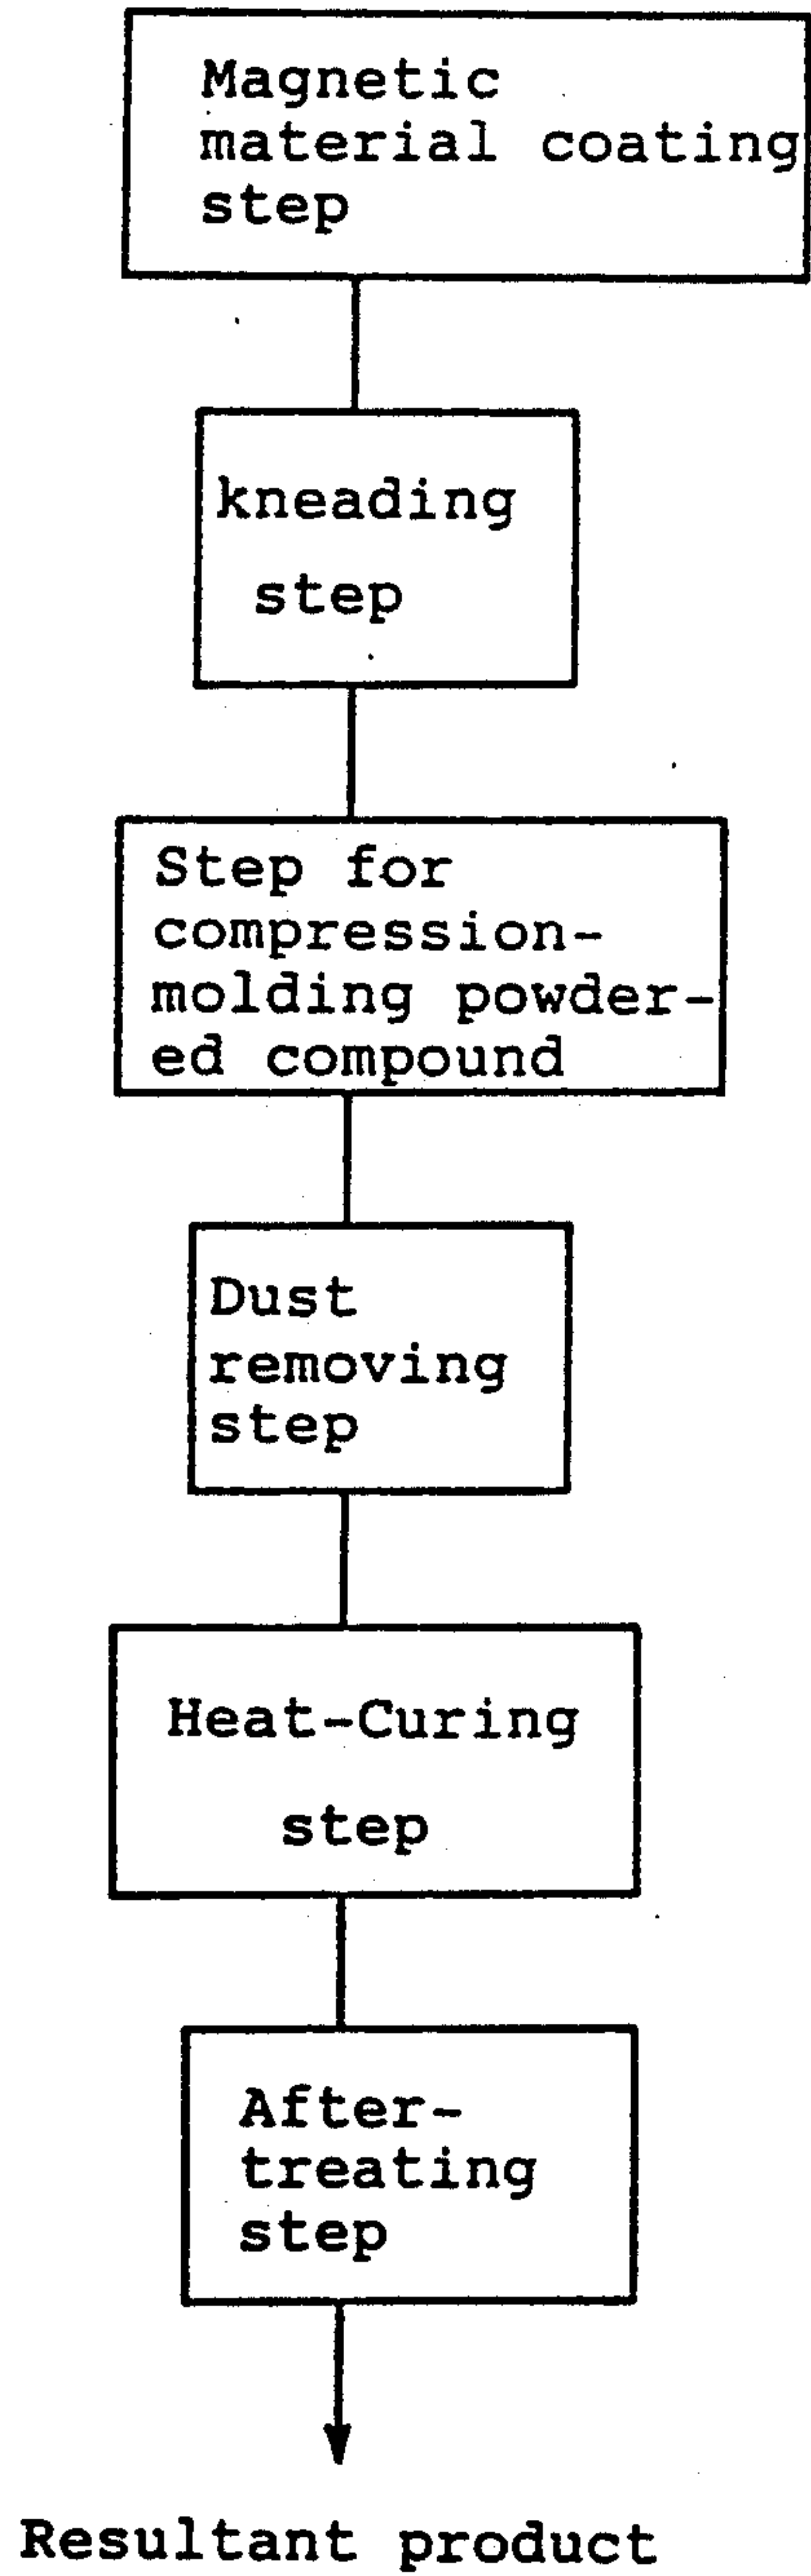 Magnetic
material coating
step
kneading
step
Step for
compression-
molding powder-
ed compound
Dust
removing
step
Heat-Curing
step
After-
treating
step
Resultant product